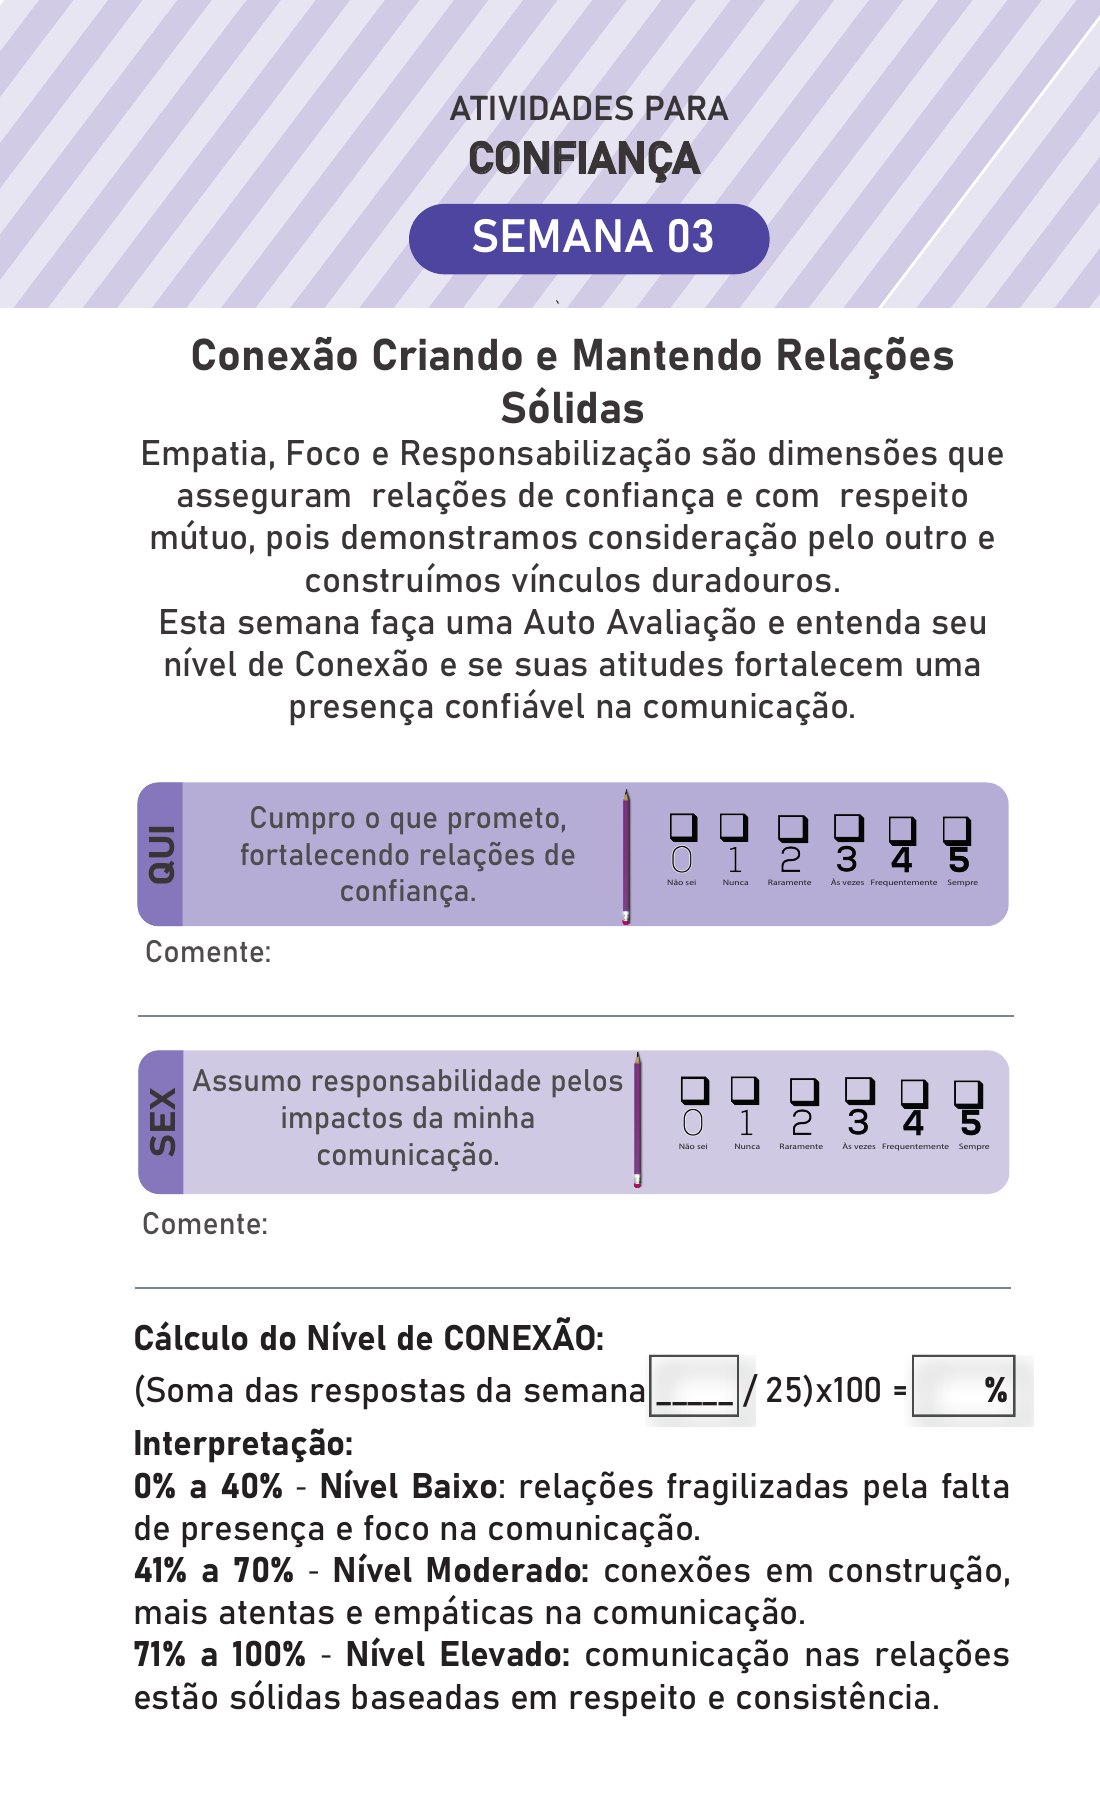 ATIVIDADES PARA
CONFIANÇA
SEMANA 03
Conexão Criando e Mantendo Relações
Sólidas
Empatia, Foco e Responsabilização são dimensões que
asseguram relações de confiança e com respeito
mútuo, pois demonstramos consideração pelo outro e
construímos vínculos duradouros.
Esta semana faça uma Auto Avaliação e entenda seu
nível de Conexão e se suas atitudes fortalecem uma
presença confiável na comunicação.
QUI
Cumpro o que prometo,
fortalecendo relações de
confiança.
0 1 2 3 4 5
Não sei Nunca Raramente Às vezes Frequentemente Sempre
Comente:
SEX
Assumo responsabilidade pelos
impactos da minha
comunicação.
0 1 2 3 4 5
Não sei Nunca Raramente Às vezes Frequentemente Sempre
Comente:
Cálculo do Nível de CONEXÃO:
(Soma das respostas da semana _____ / 25)x100 = %
Interpretação:
0% a 40% - Nível Baixo: relações fragilizadas pela falta
de presença e foco na comunicação.
41% a 70% - Nível Moderado: conexões em construção,
mais atentas e empáticas na comunicação.
71% a 100% - Nível Elevado: comunicação nas relações
estão sólidas baseadas em respeito e consistência.